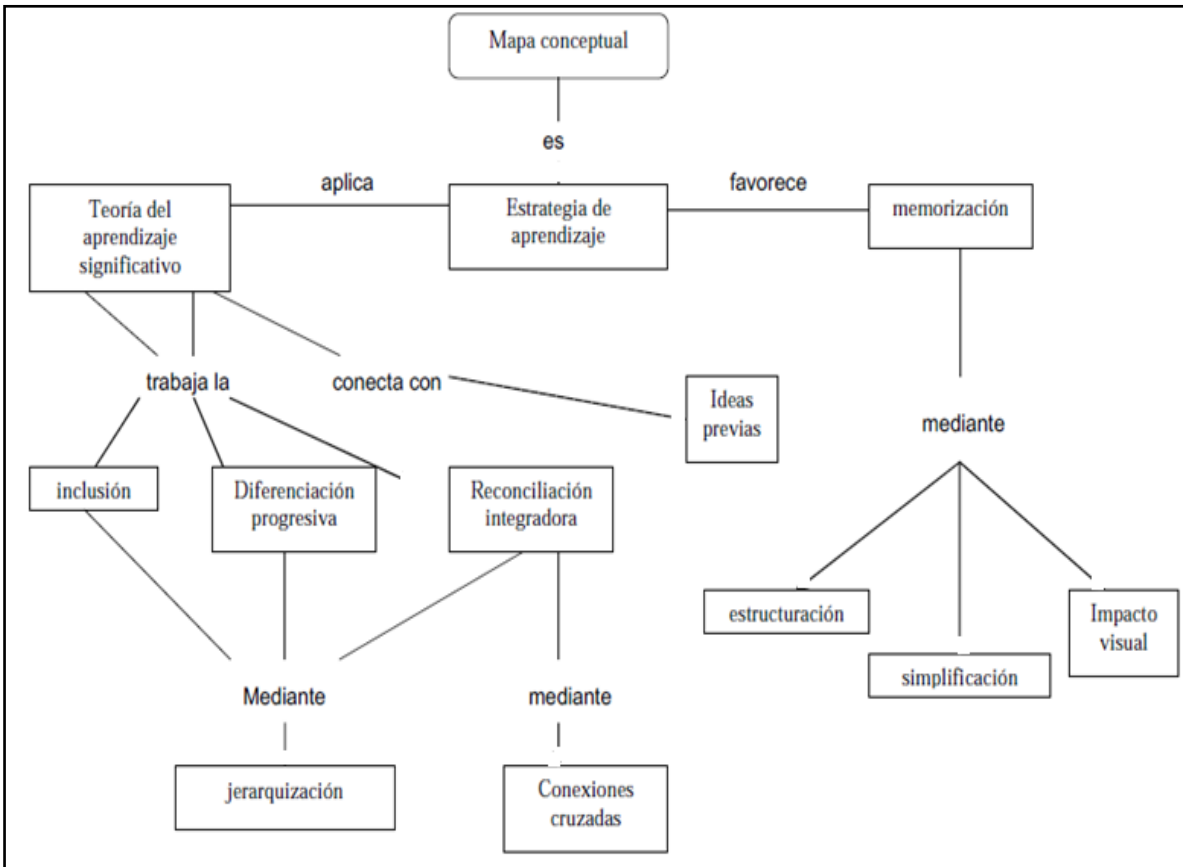 Mapa conceptual
es
aplica
favorece
Teoría del
aprendizaje
significativo
Estrategia de
aprendizaje
memorización
trabaja la
conecta con
Ideas
previas
mediante
inclusión
Diferenciación
progresiva
Reconciliación
integradora
estructuración
simplificación
Impacto
visual
Mediante
mediante
jerarquización
Conexiones
cruzadas